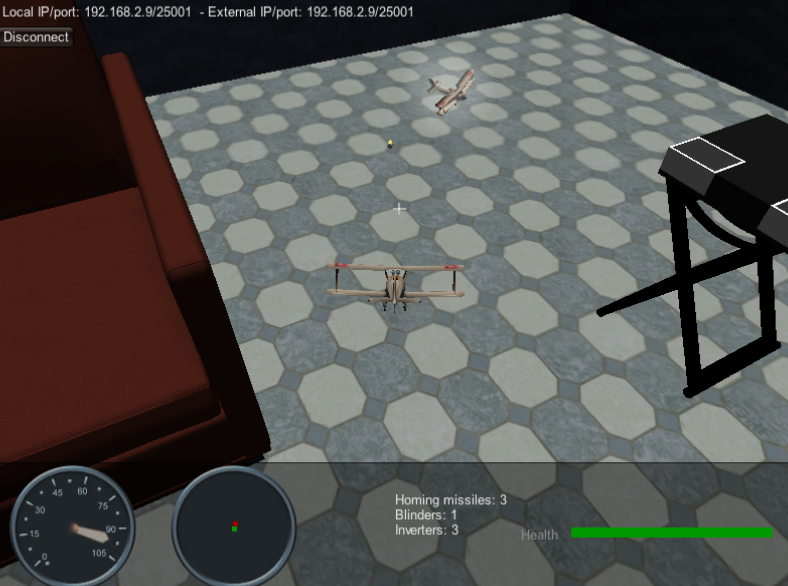 Local IP/port: 192.168.2.9/25001 - External IP/port: 192.168.2.9/25001
Disconnect
45 60
30 75
15 90
0 105
Homing missiles: 3
Blinders: 1
Inverters: 3
Health